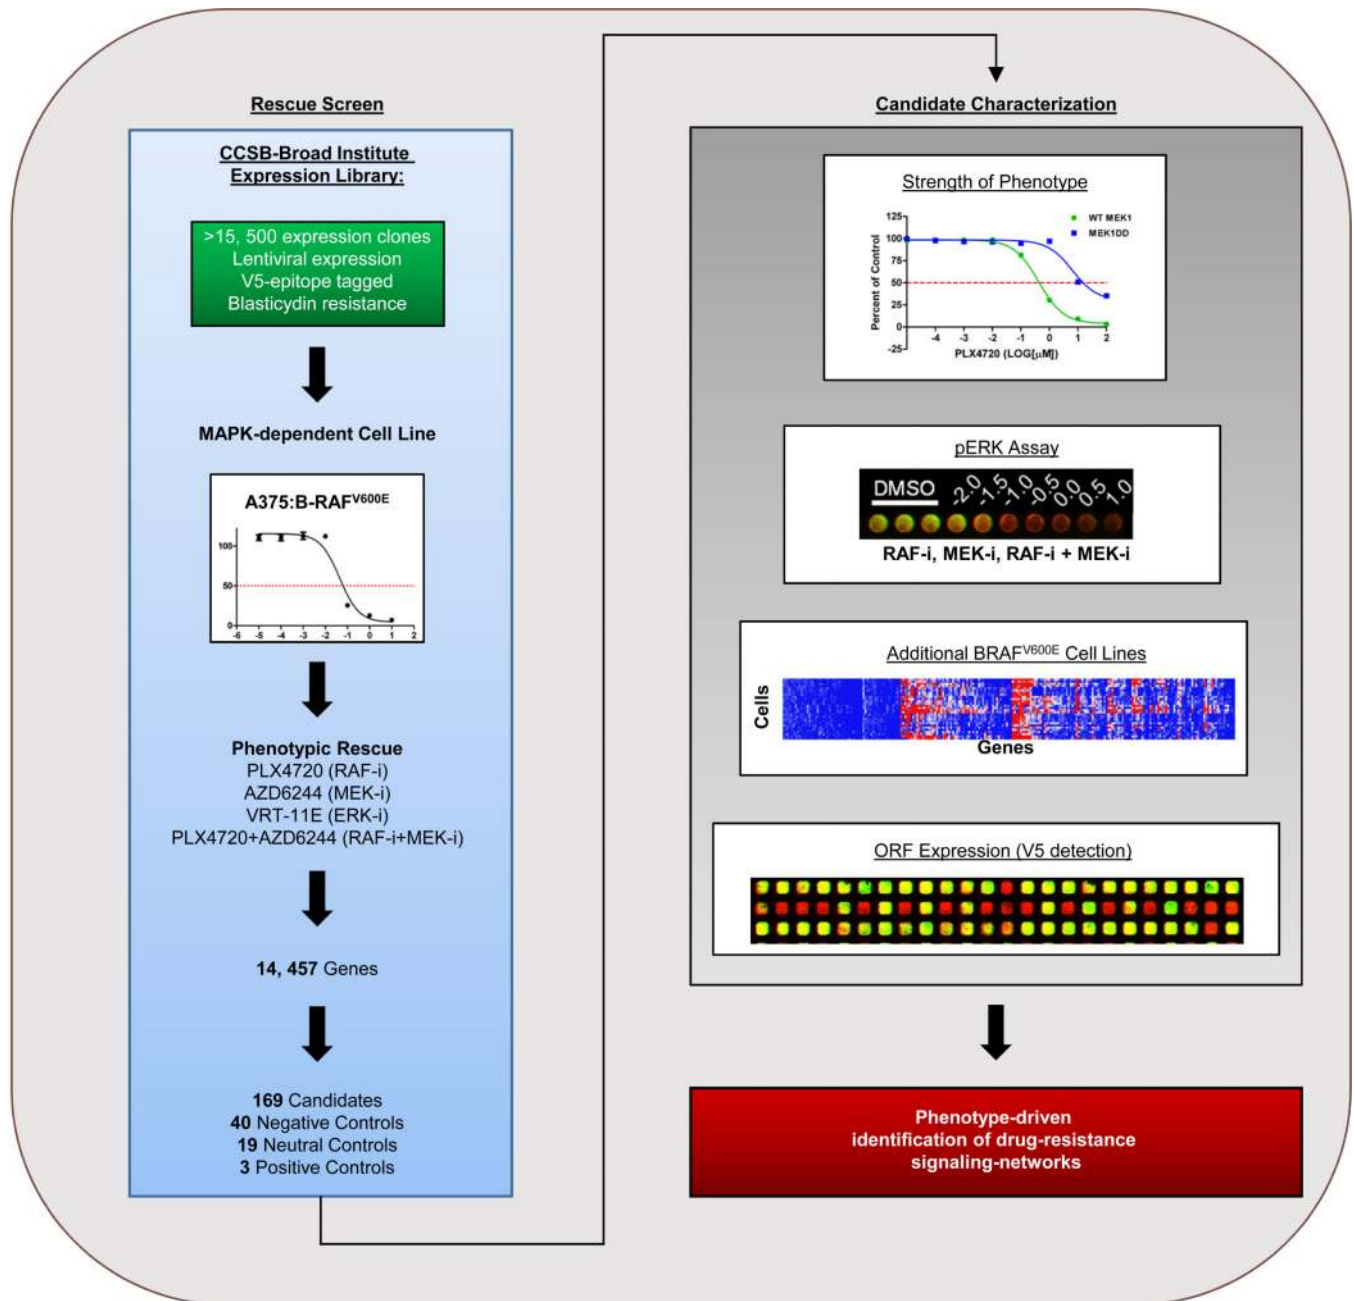 Rescue Screen
CCSB-Broad Institute
Expression Library:
>15, 500 expression clones
Lentiviral expression
V5-epitope tagged
Blasticydin resistance
MAPK-dependent Cell Line
A375:B-RAFV600E
100
50
0
-6 -5 -4 -3 -2 -1 0 1 2
Phenotypic Rescue
PLX4720 (RAF-i)
AZD6244 (MEK-i)
VRT-11E (ERK-i)
PLX4720+AZD6244 (RAF-i+MEK-i)
14, 457 Genes
169 Candidates
40 Negative Controls
19 Neutral Controls
3 Positive Controls
Candidate Characterization
Strength of Phenotype
WT MEK1
MEK1DD
Percent of Control
125
100
75
50
25
0
-25
-4 -3 -2 -1 0 1 2
PLX4720 (LOG[µM])
pERK Assay
DMSO -2.0 -1.5 -1.0 -0.5 0.0 0.5 1.0
RAF-i, MEK-i, RAF-i + MEK-i
Additional BRAFV600E Cell Lines
Cells
Genes
ORF Expression (V5 detection)
Phenotype-driven
identification of drug-resistance
signaling-networks